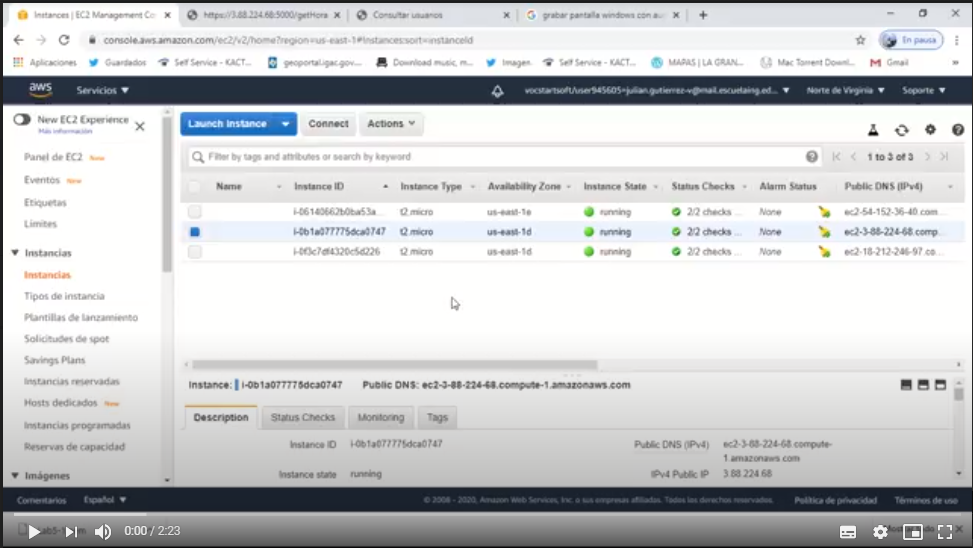 Instances | EC2 Management Co
https://3.88.224.68:5000/getHora
Consultar usuarios
grabar pantalla windows con au
console.aws.amazon.com/ec2/v2/home?region=us-east-1#Instances:sort=instanceId
En pausa
Aplicaciones
Guardados
Self Service - KACT...
geoportal.igac.gov...
Download music, m...
Imagen
Self Service - KACT...
MAPAS | LA GRAN...
Mac Torrent Downl...
Gmail
aws
Servicios
vocstartsoft/user945605=julian.gutierrez-v@mail.escuelaing.ed...
Norte de Virginia
Soporte
New EC2 Experience
Más información
Launch Instance
Connect
Actions
Panel de EC2 New
Eventos New
Etiquetas
Limites
Instancias
Instancias
Tipos de instancia
Plantillas de lanzamiento
Solicitudes de spot
Savings Plans
Instancias reservadas
Hosts dedicados New
Instancias programadas
Reservas de capacidad
Imágenes
Filter by tags and attributes or search by keyword
1 to 3 of 3
Name
Instance ID
Instance Type
Availability Zone
Instance State
Status Checks
Alarm Status
Public DNS (IPv4)
i-06140662b0ba53a... t2.micro us-east-1e running 2/2 checks ... None ec2-54-152-36-40.com...
i-0b1a077775dca0747 t2.micro us-east-1d running 2/2 checks ... None ec2-3-88-224-68.comp...
i-0f3c7df4320c5d226 t2.micro us-east-1d running 2/2 checks ... None ec2-18-212-246-97.co...
Instance: i-0b1a077775dca0747 Public DNS: ec2-3-88-224-68.compute-1.amazonaws.com
Description
Status Checks
Monitoring
Tags
Instance ID i-0b1a077775dca0747
Public DNS (IPv4) ec2-3-88-224-68.compute-
1.amazonaws.com
Instance state running
IPv4 Public IP 3.88.224.68
Comentarios
Español
© 2008 - 2020, Amazon Web Services, Inc. o sus empresas afiliadas. Todos los derechos reservados.
Política de privacidad
Términos de uso
0:00 / 2:23